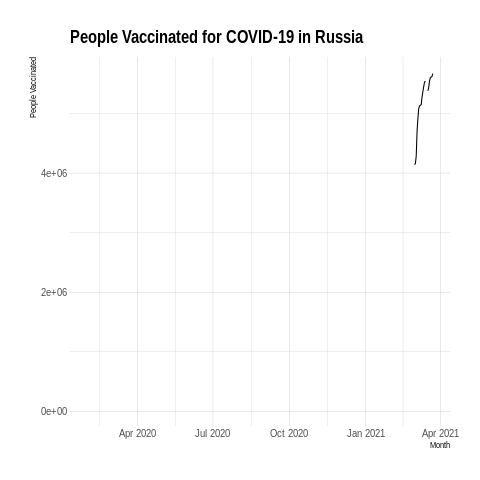 People Vaccinated for COVID-19 in Russia
People Vaccinated
4e+06
2e+06
0e+00
Apr 2020 Jul 2020 Oct 2020 Jan 2021 Apr 2021
Month